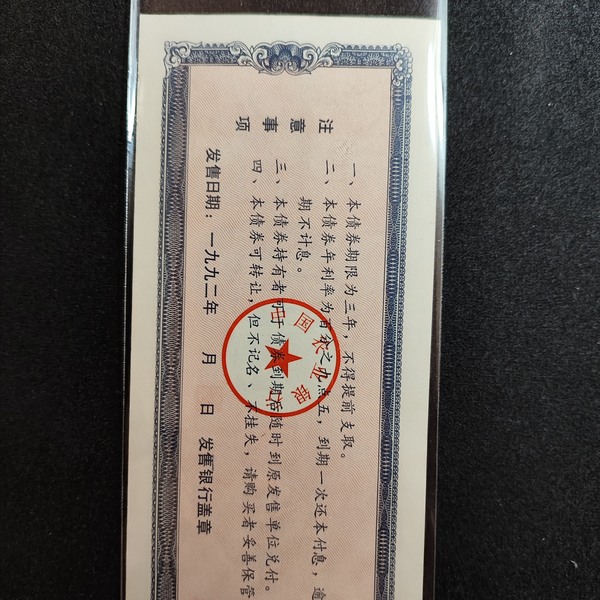 注意事项
一、本债券期限为三年，不得提前支取。
二、本债券年利率为百分之九点五，到期一次还本付息，逾
期不计息。
三、本债券持有者可于债券到期后随时到原发售单位兑付。
四、本债券可转让，但不记名、不挂失，请购买者妥善保管
发售日期：一九九二年 月 日 发售银行盖章
中国农业银行